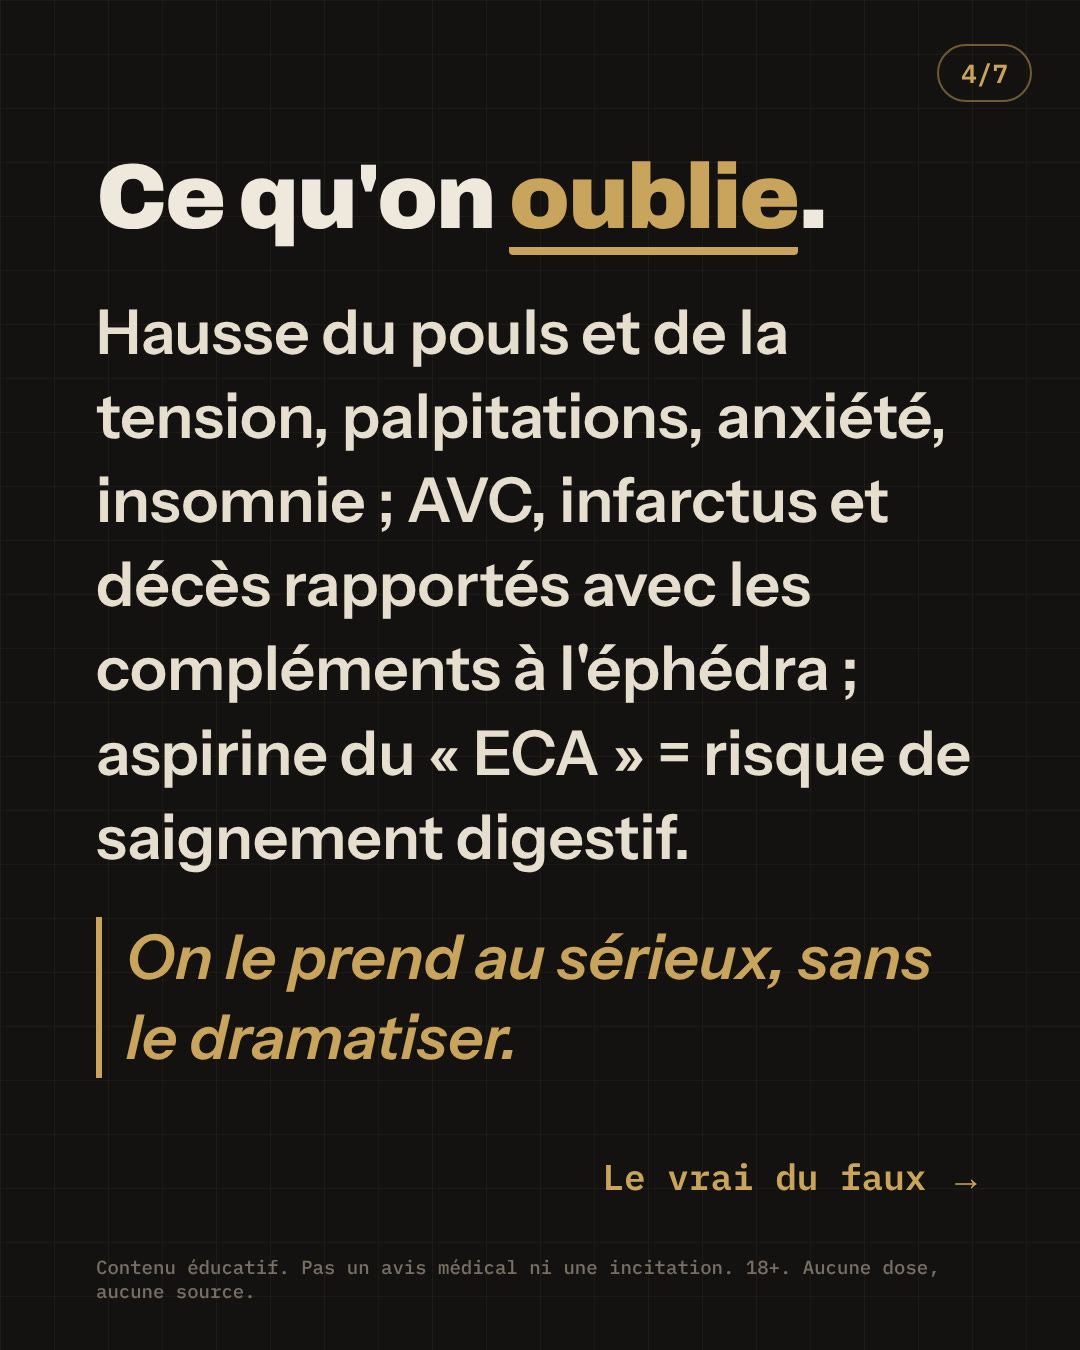 4/7
Ce qu'on oublie.
Hausse du pouls et de la
tension, palpitations, anxiété,
insomnie ; AVC, infarctus et
décès rapportés avec les
compléments à l'éphédra ;
aspirine du « ECA » = risque de
saignement digestif.
On le prend au sérieux, sans
le dramatiser.
Le vrai du faux →
Contenu éducatif. Pas un avis médical ni une incitation. 18+. Aucune dose,
aucune source.